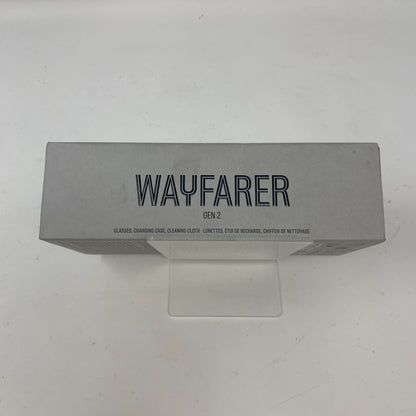 WAYFARER
GEN 2
GLASSES, CHARGING CASE, CLEANING CLOTH · LUNETTES, ÉTUI DE RECHARGE, CHIFFON DE NETTOYAGE